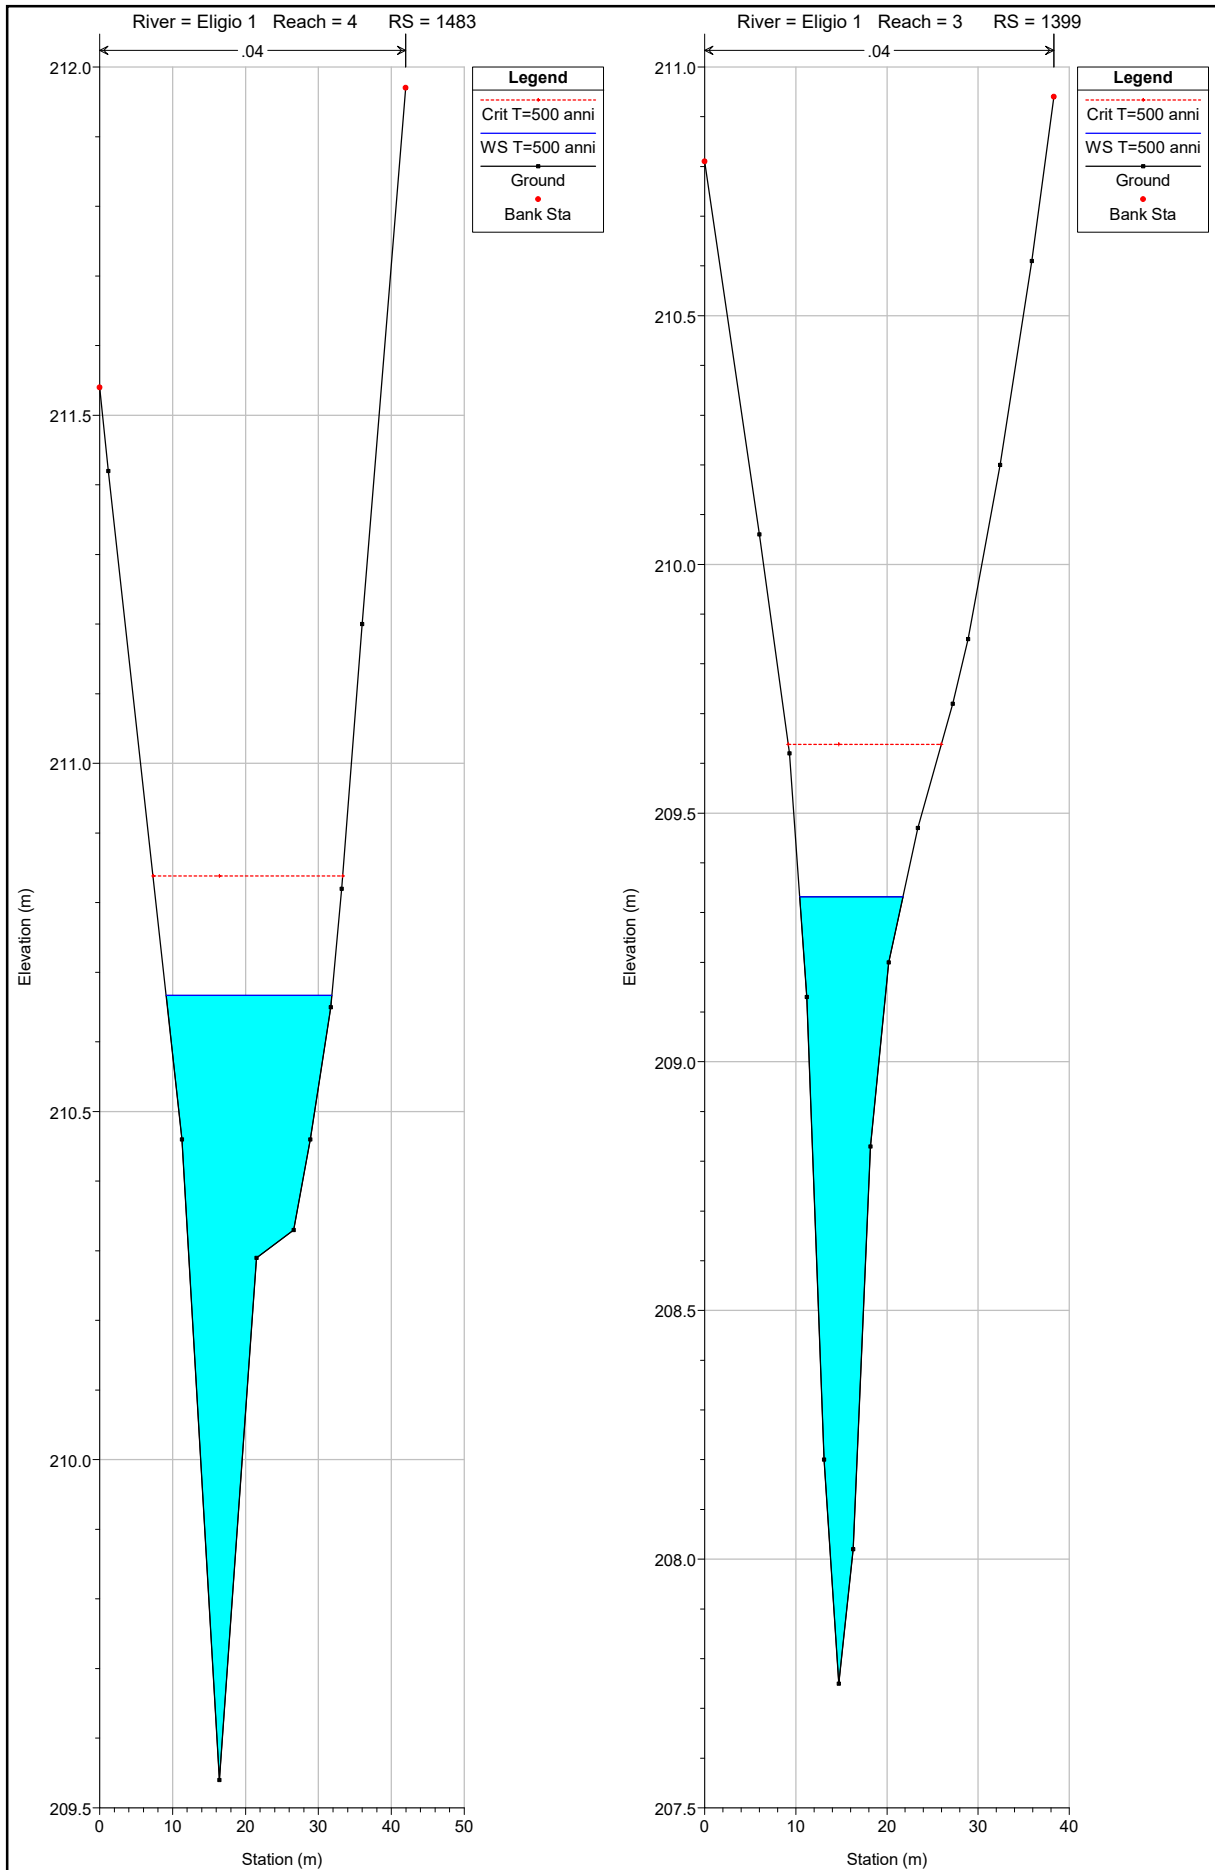 River = Eligio 1 Reach = 4 RS = 1483
.04
Legend
Crit T=500 anni
WS T=500 anni
Ground
Bank Sta
212.0
211.5
211.0
210.5
210.0
209.5
Elevation (m)
0 10 20 30 40 50
Station (m)
River = Eligio 1 Reach = 3 RS = 1399
.04
Legend
Crit T=500 anni
WS T=500 anni
Ground
Bank Sta
211.0
210.5
210.0
209.5
209.0
208.5
208.0
207.5
Elevation (m)
0 10 20 30 40
Station (m)